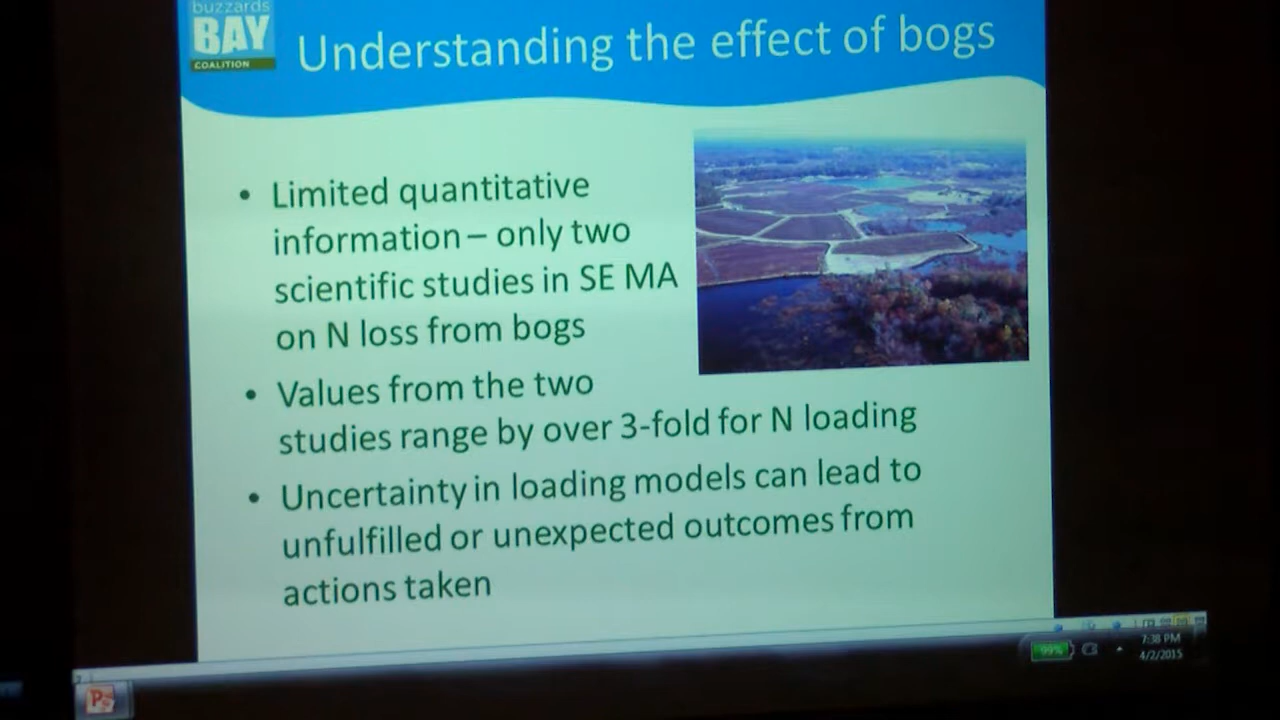 buzzards
BAY
COALITION
Understanding the effect of bogs
• Limited quantitative
information – only two
scientific studies in SE MA
on N loss from bogs
• Values from the two
studies range by over 3-fold for N loading
• Uncertainty in loading models can lead to
unfulfilled or unexpected outcomes from
actions taken
99%
7:38 PM
4/2/2015
P